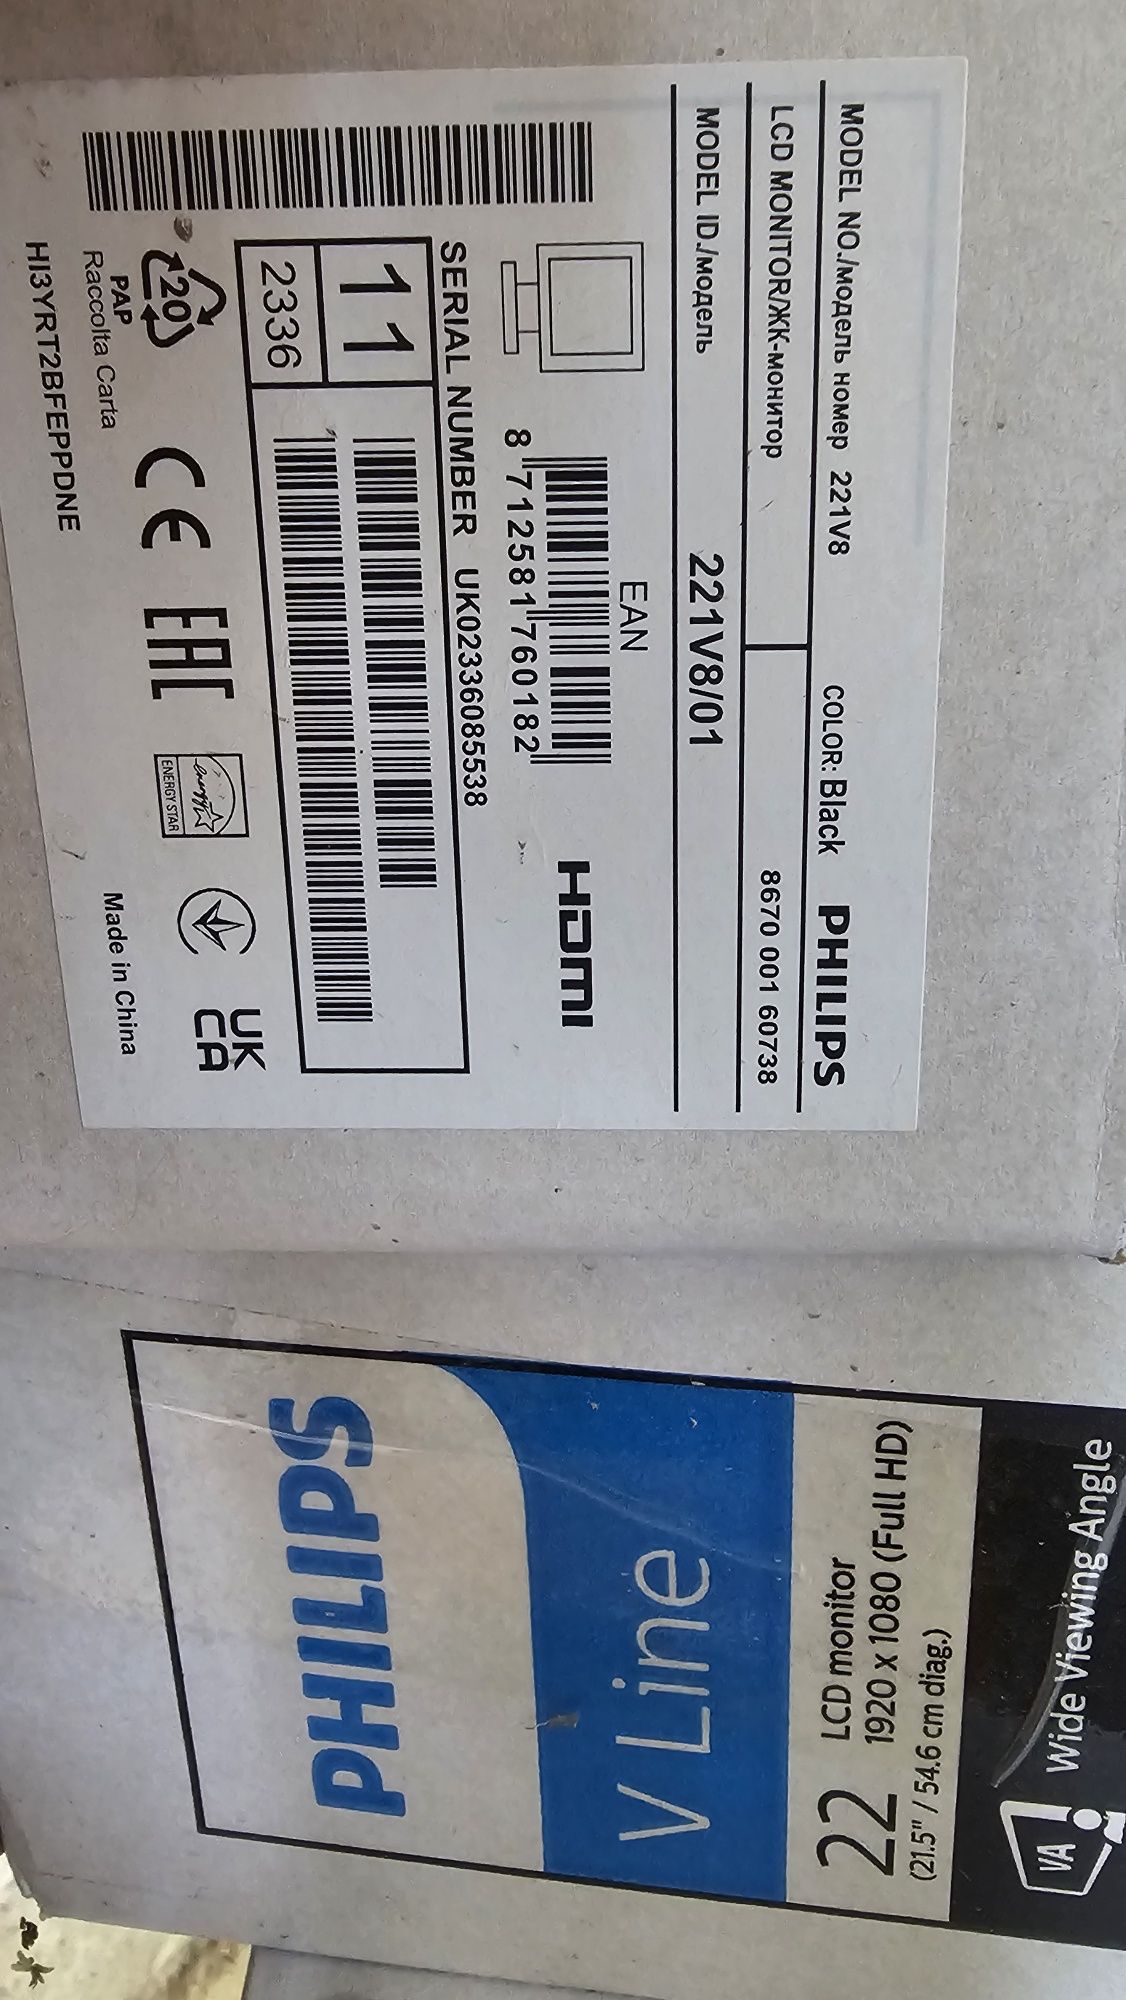 MODEL NO./модель номер 221V8 COLOR: Black PHILIPS
LCD MONITOR/ЖК-монитор 8670 001 60738
MODEL ID./модель 221V8/01
EAN
8 712581 760182
HDMI
SERIAL NUMBER UK02336085538
11
2336
20
PAP
Raccolta Carta
CE
EAC
energy
ENERGY STAR
UK
CA
Made in China
HI3YRT2BFEPPDNE
PHILIPS
V Line
22 LCD monitor
1920 x 1080 (Full HD)
(21.5" / 54.6 cm diag.)
VA
Wide Viewing Angle